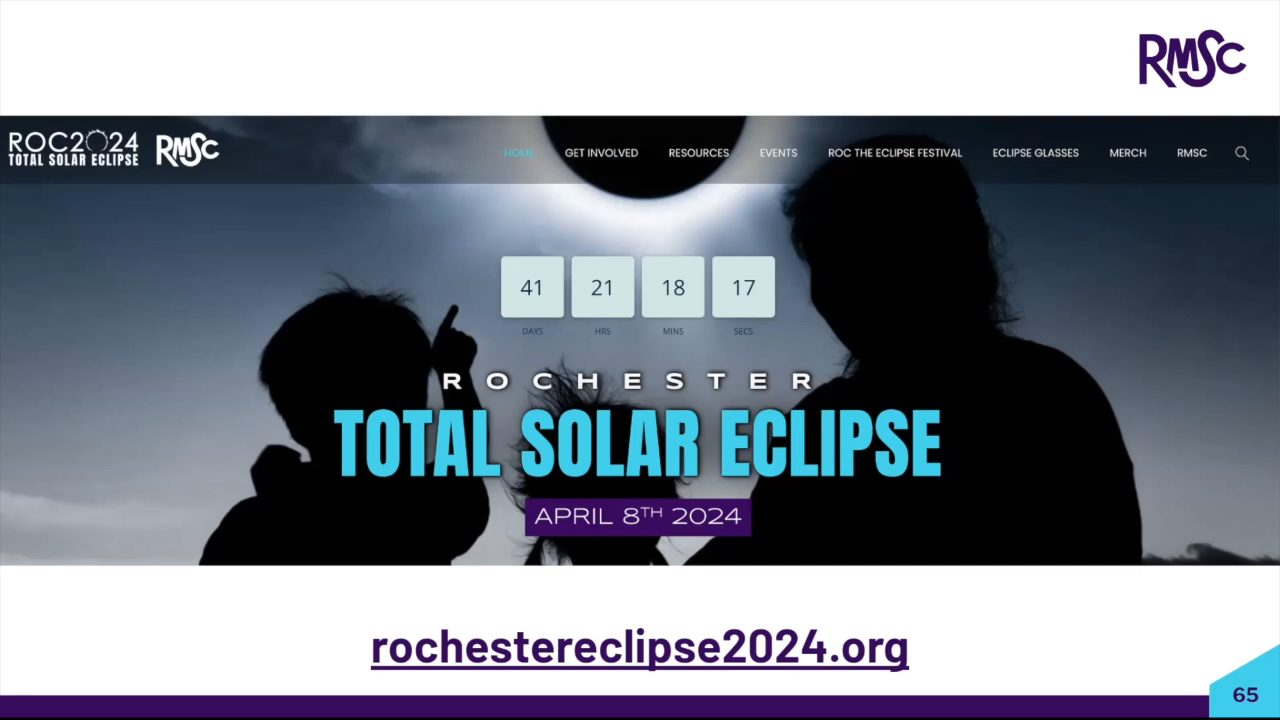 RMSC
ROC2024
TOTAL SOLAR ECLIPSE
RMSC
HOME GET INVOLVED RESOURCES EVENTS ROC THE ECLIPSE FESTIVAL ECLIPSE GLASSES MERCH RMSC
41 21 18 17
DAYS HRS MINS SECS
ROCHESTER
TOTAL SOLAR ECLIPSE
APRIL 8TH 2024
rochestereclipse2024.org
65